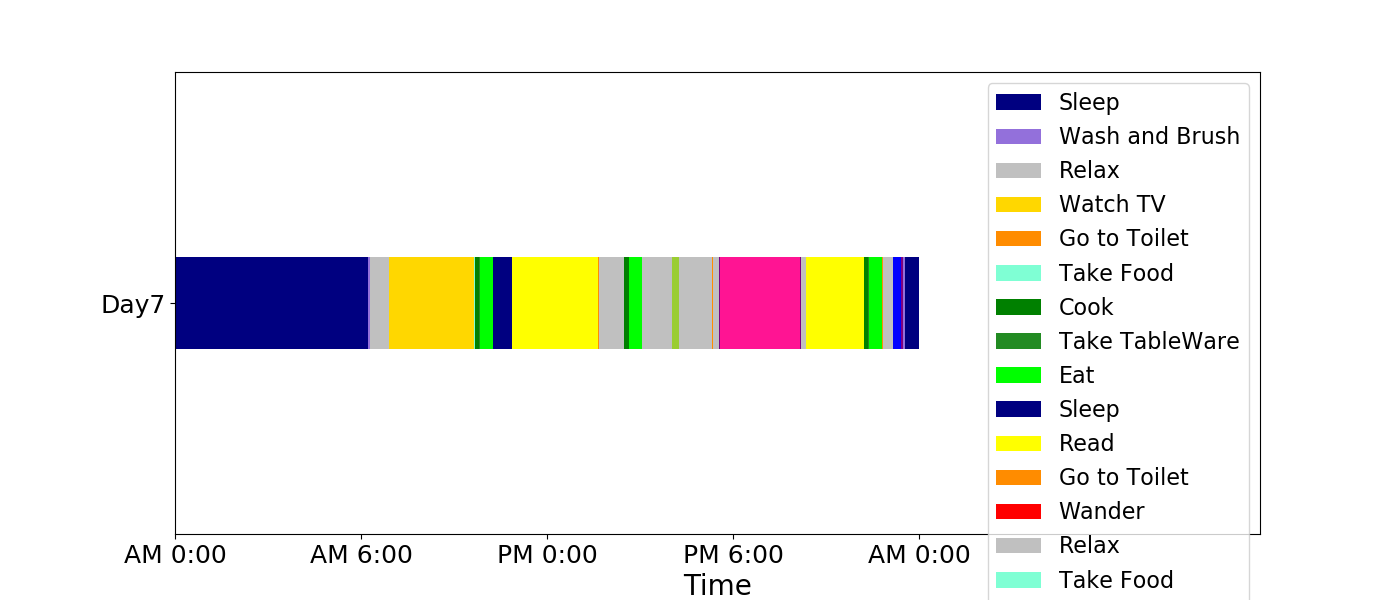 Sleep
Wash and Brush
Relax
Watch TV
Go to Toilet
Take Food
Cook
Take TableWare
Eat
Sleep
Read
Go to Toilet
Wander
Relax
Take Food
Day7
AM 0:00 AM 6:00 PM 0:00 PM 6:00 AM 0:00
Time